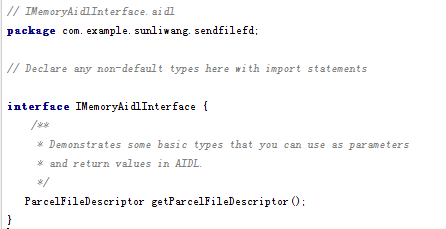 // IMemoryAidlInterface.aidl
package com.example.sunliwang.sendfilefd;
// Declare any non-default types here with import statements
interface IMemoryAidlInterface {
/**
* Demonstrates some basic types that you can use as parameters
* and return values in AIDL.
*/
ParcelFileDescriptor getParcelFileDescriptor();
}